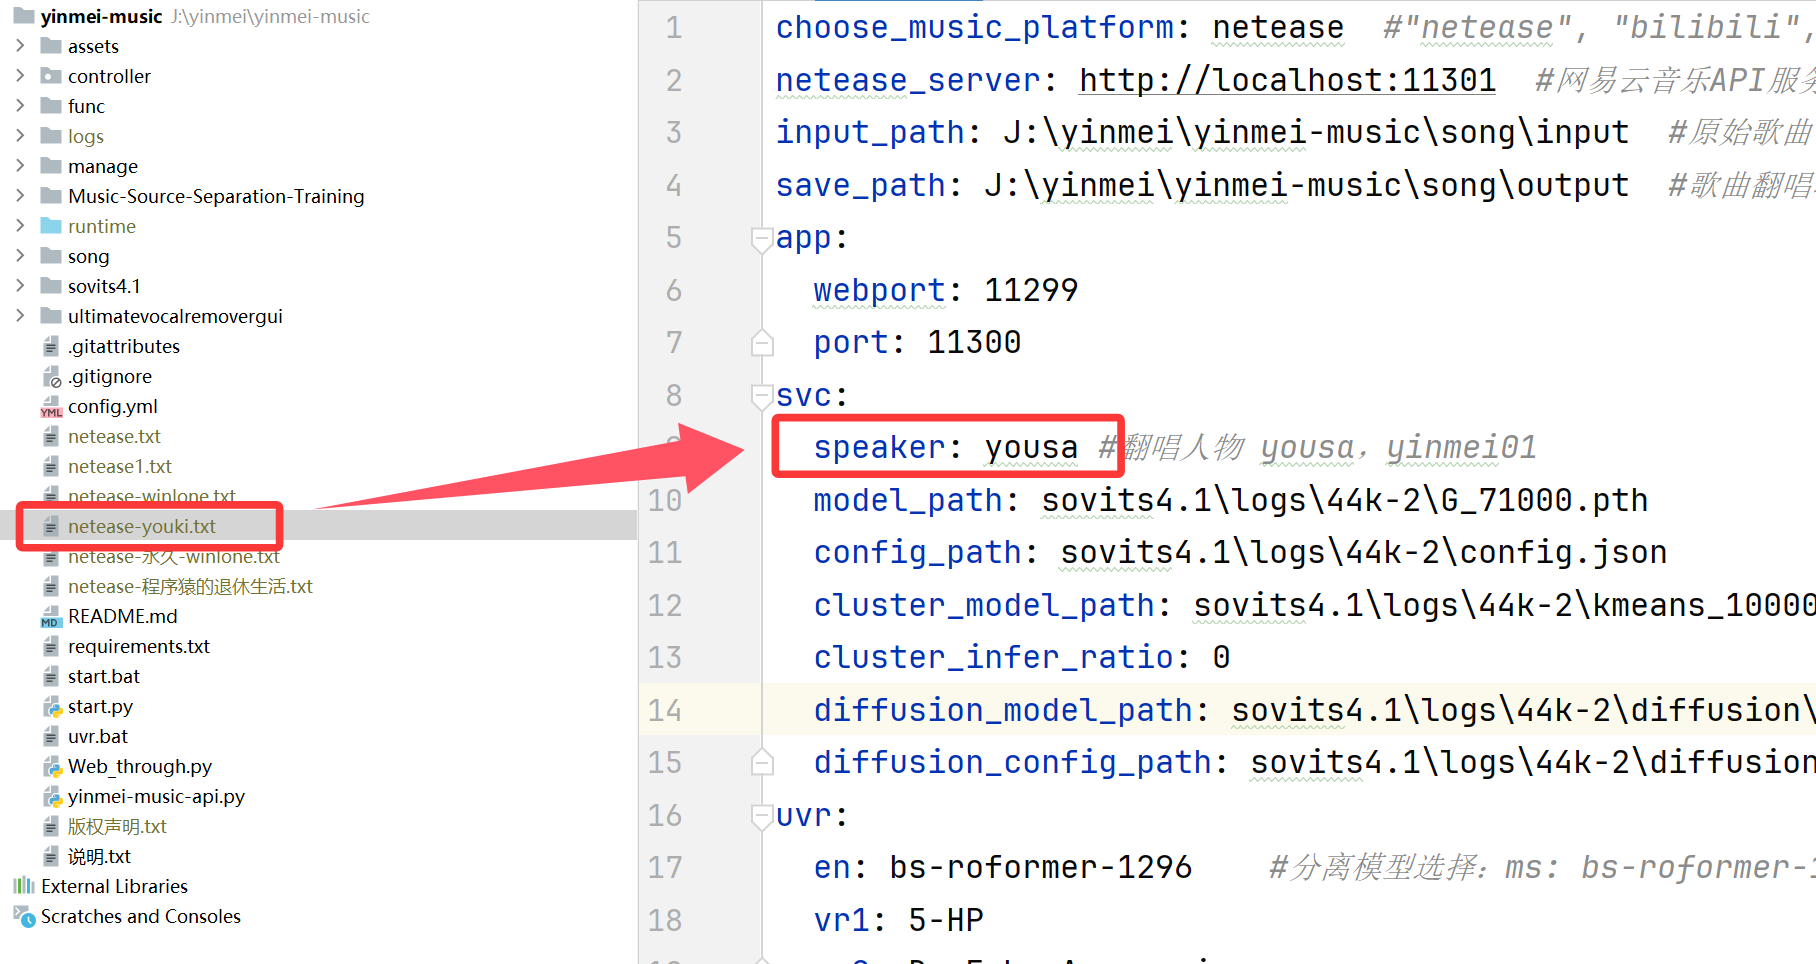 yinmei-music J:\yinmei\yinmei-music
assets
controller
func
logs
manage
Music-Source-Separation-Training
runtime
song
sovits4.1
ultimatevocalremovergui
.gitattributes
.gitignore
config.yml
netease.txt
netease1.txt
netease-winlone.txt
netease-youki.txt
netease-永久-winlone.txt
netease-程序猿的退休生活.txt
README.md
requirements.txt
start.bat
start.py
uvr.bat
Web_through.py
yinmei-music-api.py
版权声明.txt
说明.txt
External Libraries
Scratches and Consoles
1 choose_music_platform: netease #"netease", "bilibili",
2 netease_server: http://localhost:11301 #网易云音乐API服务
3 input_path: J:\yinmei\yinmei-music\song\input #原始歌曲
4 save_path: J:\yinmei\yinmei-music\song\output #歌曲翻唱
5 app:
6 webport: 11299
7 port: 11300
8 svc:
9 speaker: yousa #翻唱人物 yousa，yinmei01
10 model_path: sovits4.1\logs\44k-2\G_71000.pth
11 config_path: sovits4.1\logs\44k-2\config.json
12 cluster_model_path: sovits4.1\logs\44k-2\kmeans_10000
13 cluster_infer_ratio: 0
14 diffusion_model_path: sovits4.1\logs\44k-2\diffusion\
15 diffusion_config_path: sovits4.1\logs\44k-2\diffusion
16 uvr:
17 en: bs-roformer-1296 #分离模型选择：ms: bs-roformer-1
18 vr1: 5-HP